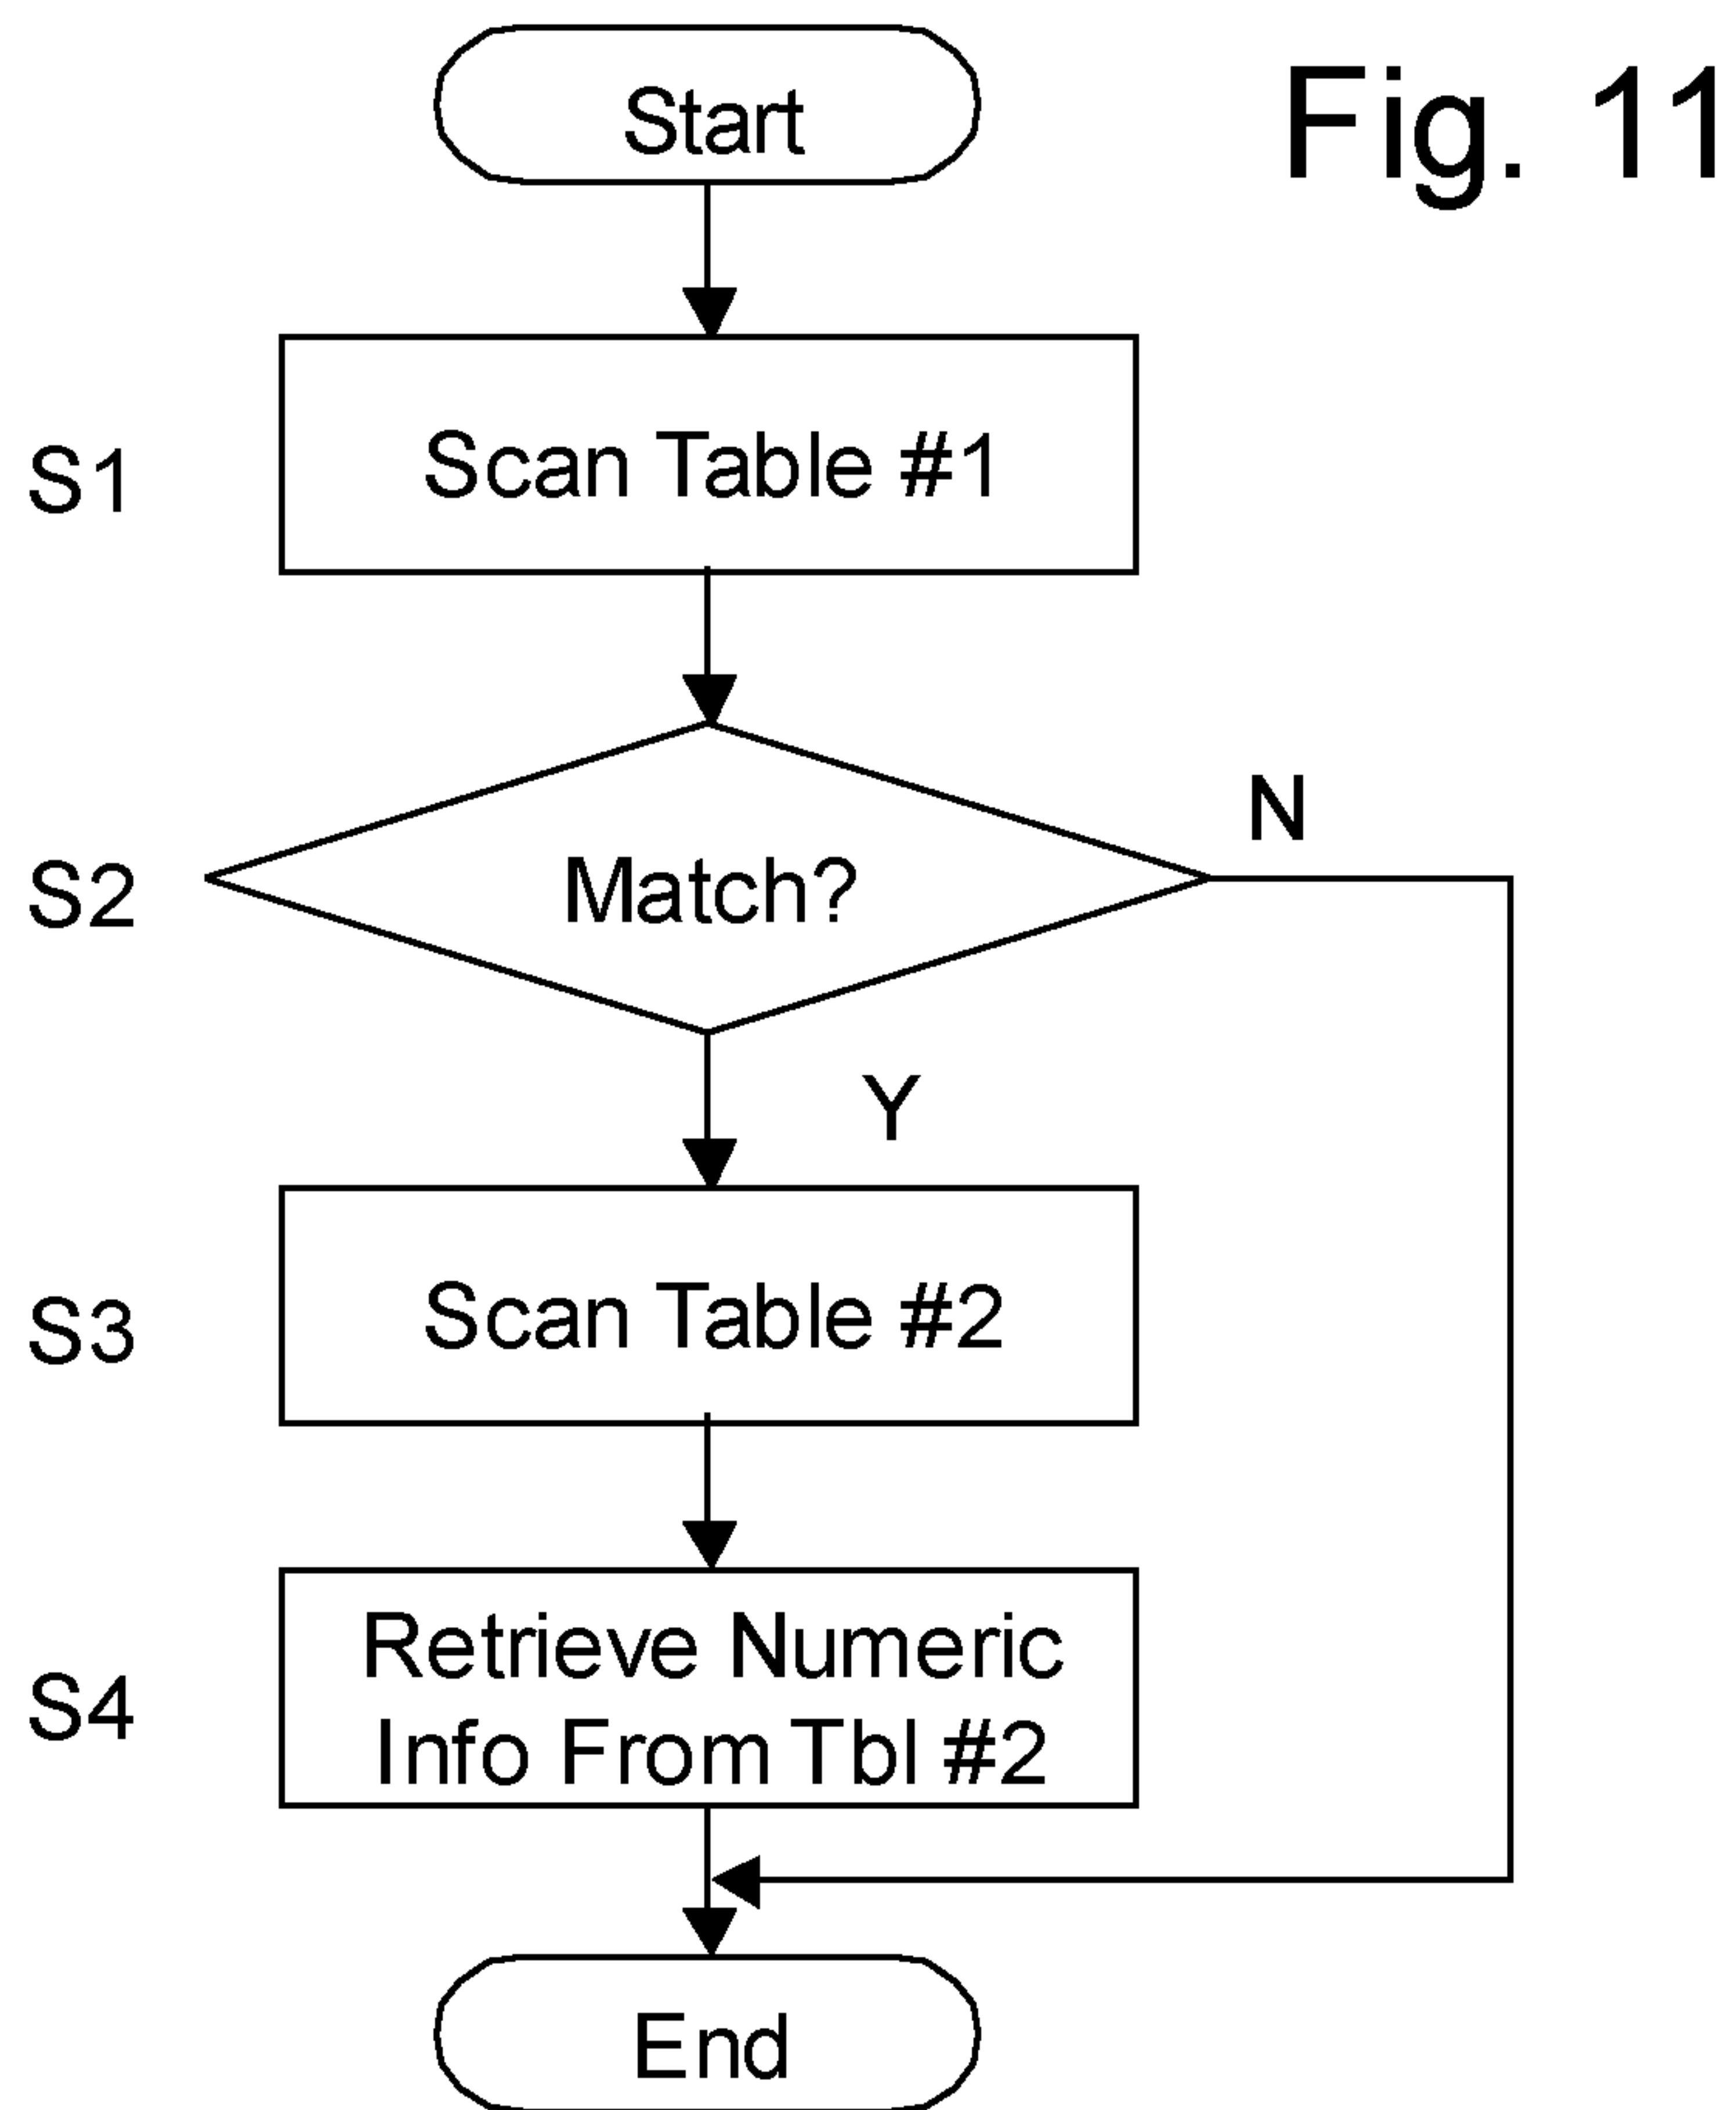 Fig. 11
Start
S1
Scan Table #1
S2
Match?
N
Y
S3
Scan Table #2
S4
Retrieve Numeric
Info From Tbl #2
End